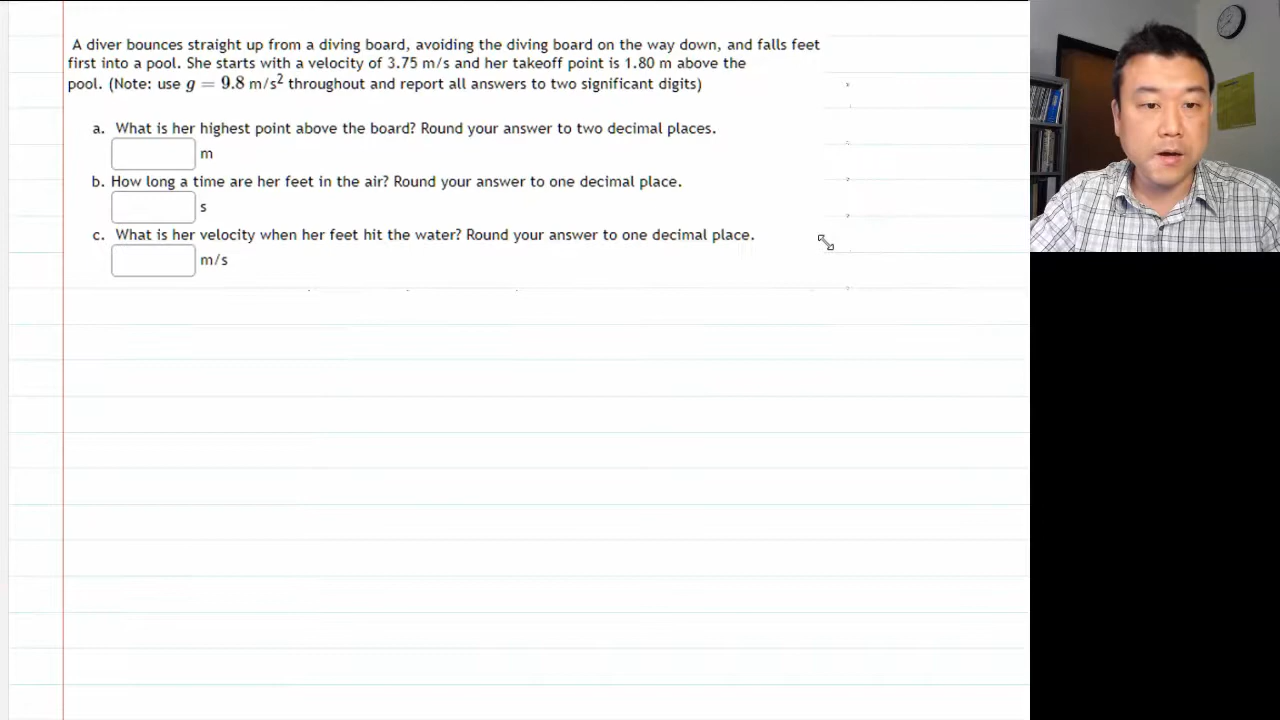 A diver bounces straight up from a diving board, avoiding the diving board on the way down, and falls feet
first into a pool. She starts with a velocity of 3.75 m/s and her takeoff point is 1.80 m above the
pool. (Note: use g = 9.8 m/s² throughout and report all answers to two significant digits)
a. What is her highest point above the board? Round your answer to two decimal places.
m
b. How long a time are her feet in the air? Round your answer to one decimal place.
s
c. What is her velocity when her feet hit the water? Round your answer to one decimal place.
m/s